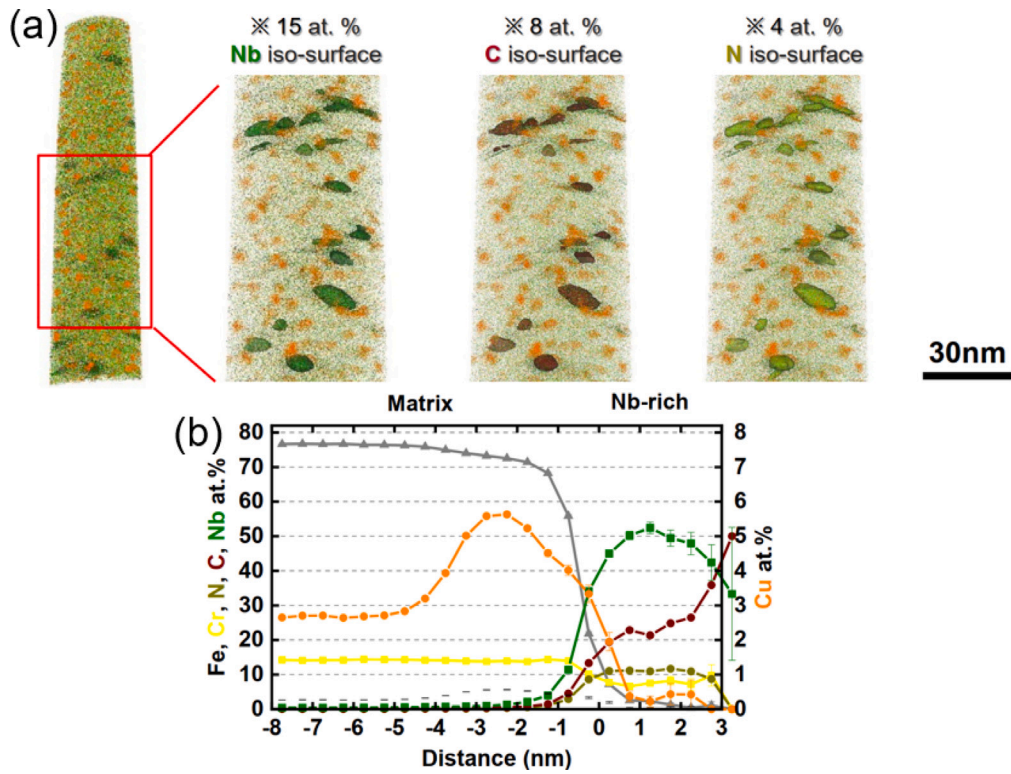 (a)
※ 15 at. %
Nb iso-surface
※ 8 at. %
C iso-surface
※ 4 at. %
N iso-surface
30nm
(b)
Matrix
Nb-rich
Fe, Cr, N, C, Nb at.%
80
70
60
50
40
30
20
10
0
8
7
6
5
4
3
2
1
0
Cu at.%
-8 -7 -6 -5 -4 -3 -2 -1 0 1 2 3
Distance (nm)